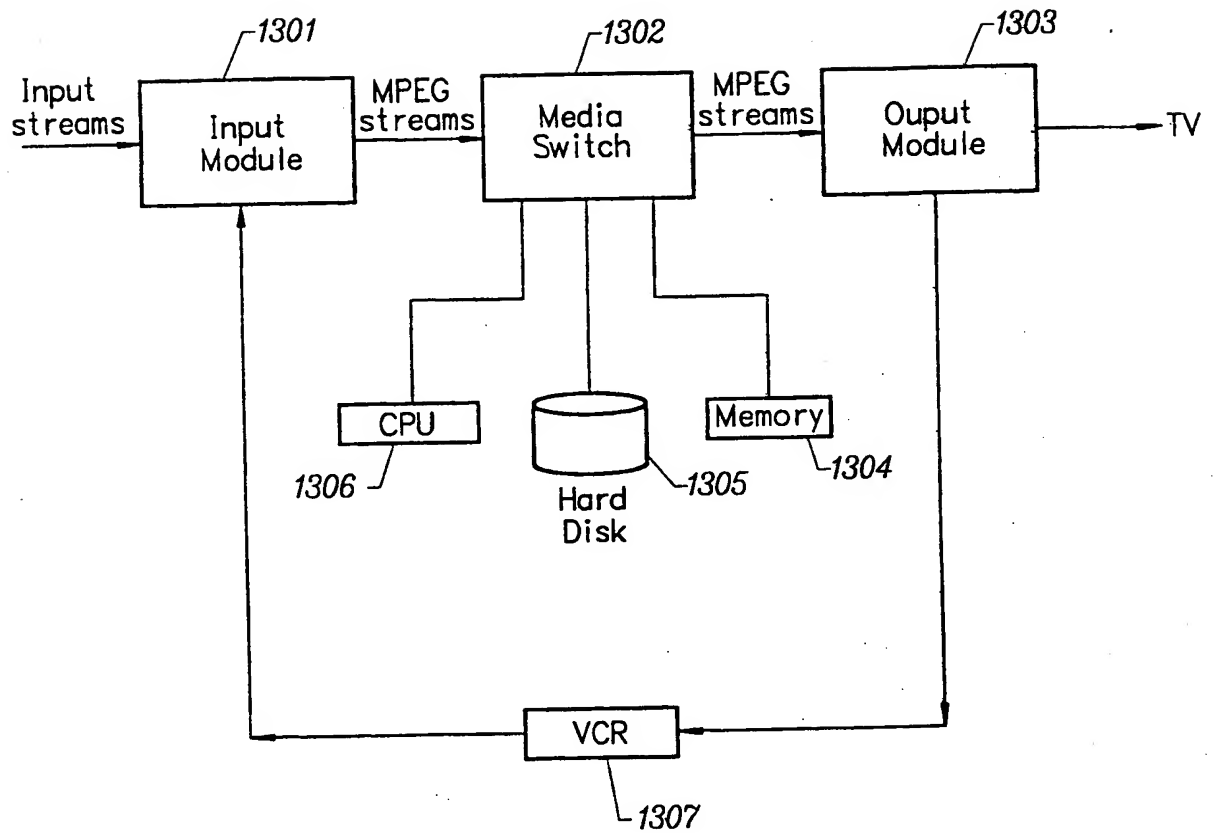 1301
1302
1303
Input
streams
Input
Module
MPEG
streams
Media
Switch
MPEG
streams
Ouput
Module
TV
CPU
1306
Hard
Disk
1305
Memory
1304
VCR
1307